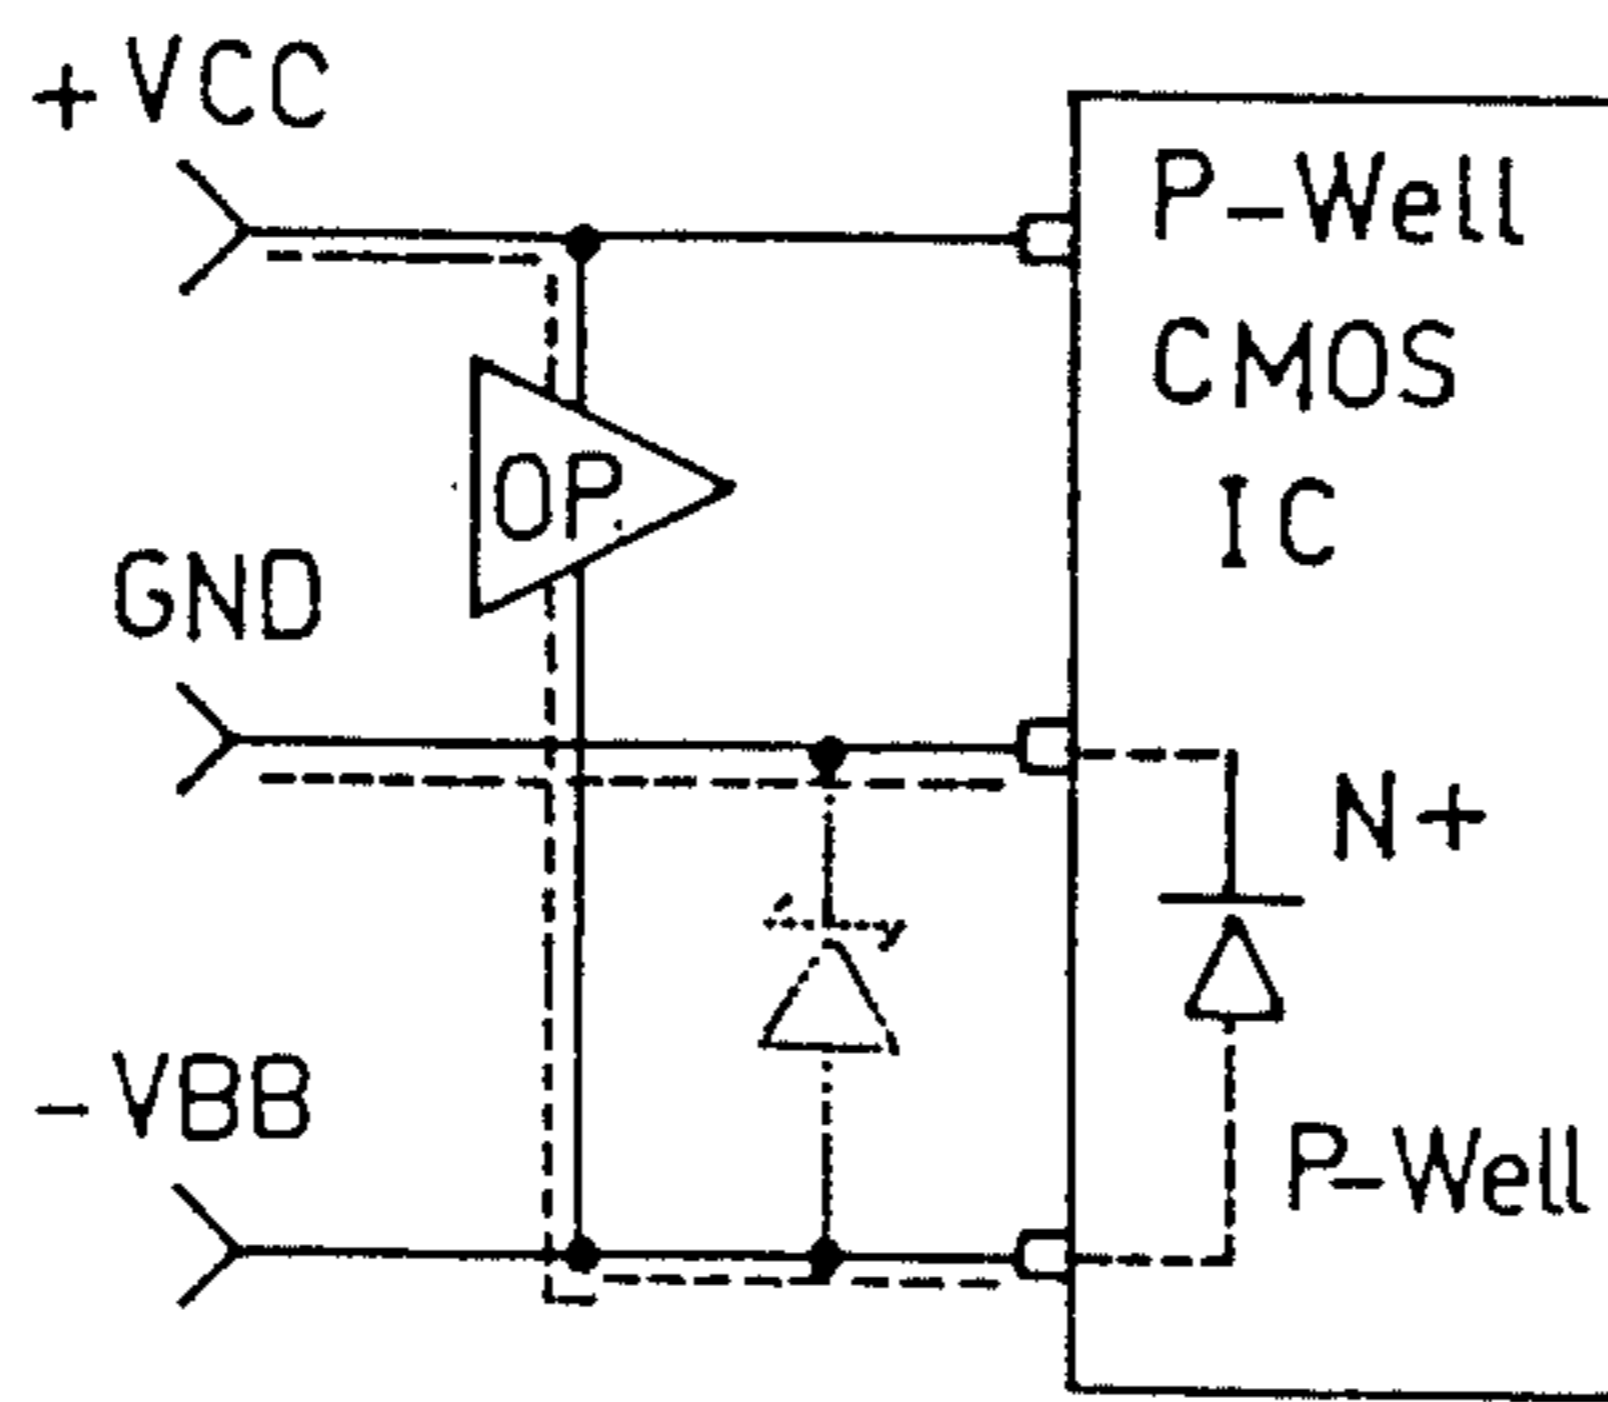 + VCC
P-Well
CMOS
IC
OP
GND
N+
- VBB
P-Well